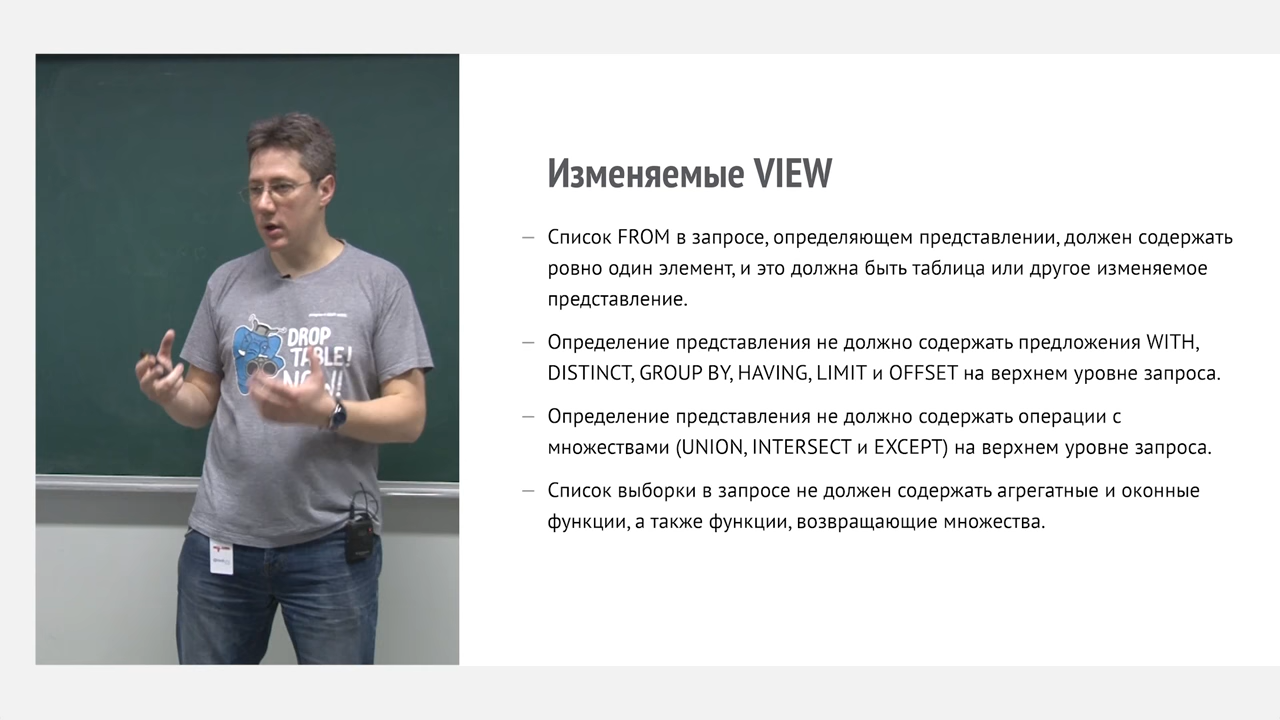 Изменяемые VIEW
— Список FROM в запросе, определяющем представлении, должен содержать
ровно один элемент, и это должна быть таблица или другое изменяемое
представление.
— Определение представления не должно содержать предложения WITH,
DISTINCT, GROUP BY, HAVING, LIMIT и OFFSET на верхнем уровне запроса.
— Определение представления не должно содержать операции с
множествами (UNION, INTERSECT и EXCEPT) на верхнем уровне запроса.
— Список выборки в запросе не должен содержать агрегатные и оконные
функции, а также функции, возвращающие множества.
DROP
TABLE!
NOW!